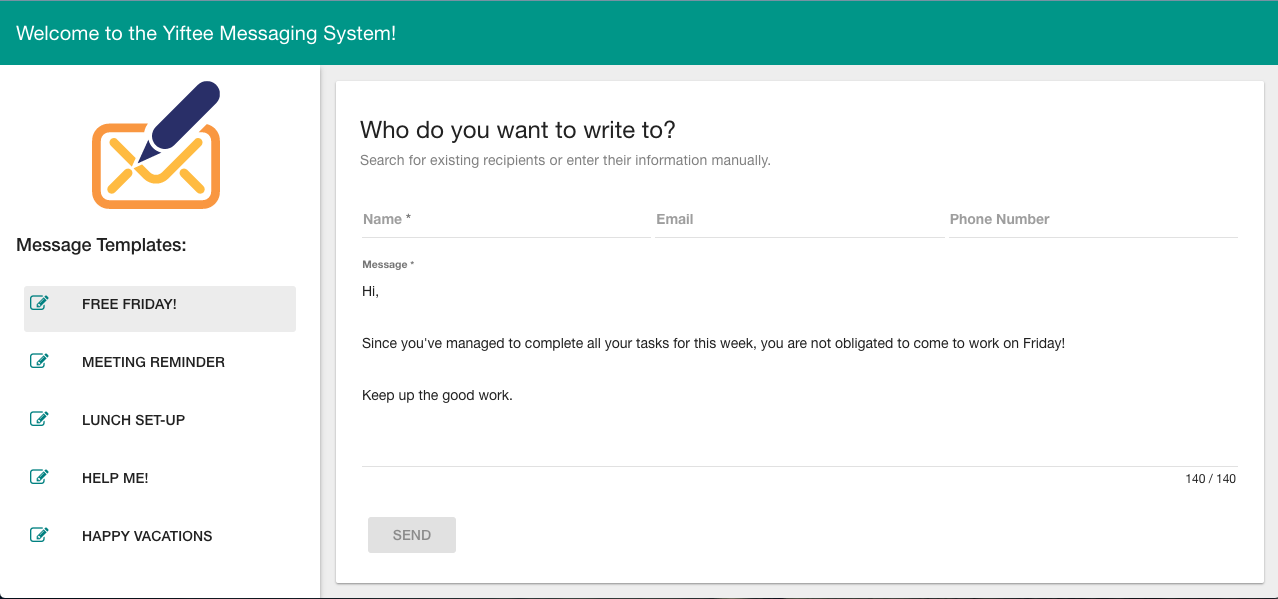 Welcome to the Yiftee Messaging System!
Message Templates:
FREE FRIDAY!
MEETING REMINDER
LUNCH SET-UP
HELP ME!
HAPPY VACATIONS
Who do you want to write to?
Search for existing recipients or enter their information manually.
Name * Email Phone Number
Message *
Hi,
Since you've managed to complete all your tasks for this week, you are not obligated to come to work on Friday!
Keep up the good work.
140 / 140
SEND